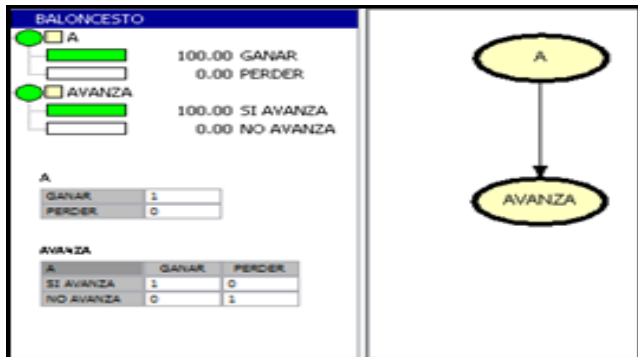 BALONCESTO
A
100.00 GANAR
0.00 PERDER
AVANZA
100.00 SI AVANZA
0.00 NO AVANZA
A
GANAR 1
PERDER 0
AVANZA
A GANAR PERDER
SI AVANZA 1 0
NO AVANZA 0 1
A
AVANZA